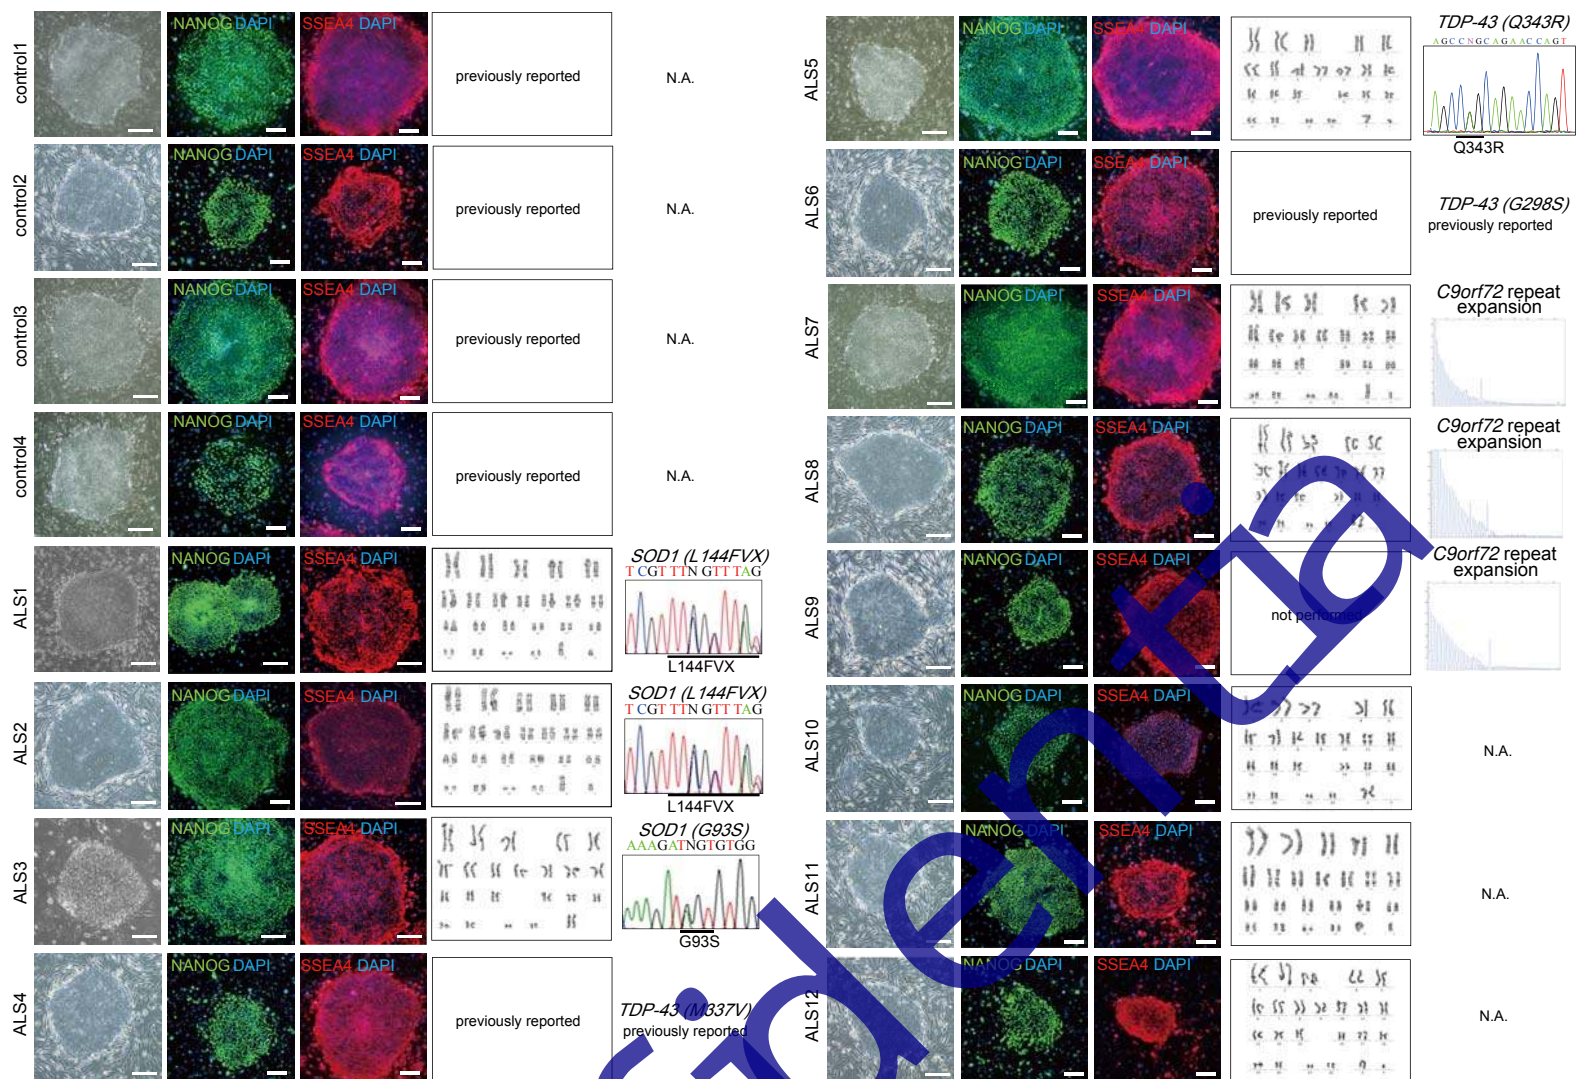 control1
NANOG DAPI
SSEA4 DAPI
previously reported
N.A.
control2
NANOG DAPI
SSEA4 DAPI
previously reported
N.A.
control3
NANOG DAPI
SSEA4 DAPI
previously reported
N.A.
control4
NANOG DAPI
SSEA4 DAPI
previously reported
N.A.
ALS1
NANOG DAPI
SSEA4 DAPI
SOD1 (L144FVX)
T CGT TTN GTT TAG
L144FVX
ALS2
NANOG DAPI
SSEA4 DAPI
SOD1 (L144FVX)
T CGT TTN GTT TAG
L144FVX
ALS3
NANOG DAPI
SSEA4 DAPI
SOD1 (G93S)
AAAGATNGTGTGG
G93S
ALS4
NANOG DAPI
SSEA4 DAPI
previously reported
TDP-43 (M337V)
previously reported
ALS5
NANOG DAPI
SSEA4 DAPI
TDP-43 (Q343R)
A G C C N G C A G A A C C A G T
Q343R
ALS6
NANOG DAPI
SSEA4 DAPI
previously reported
TDP-43 (G298S)
previously reported
ALS7
NANOG DAPI
SSEA4 DAPI
C9orf72 repeat
expansion
ALS8
NANOG DAPI
SSEA4 DAPI
C9orf72 repeat
expansion
ALS9
NANOG DAPI
SSEA4 DAPI
not performed
C9orf72 repeat
expansion
ALS10
NANOG DAPI
SSEA4 DAPI
N.A.
ALS11
NANOG DAPI
SSEA4 DAPI
N.A.
ALS12
NANOG DAPI
SSEA4 DAPI
N.A.